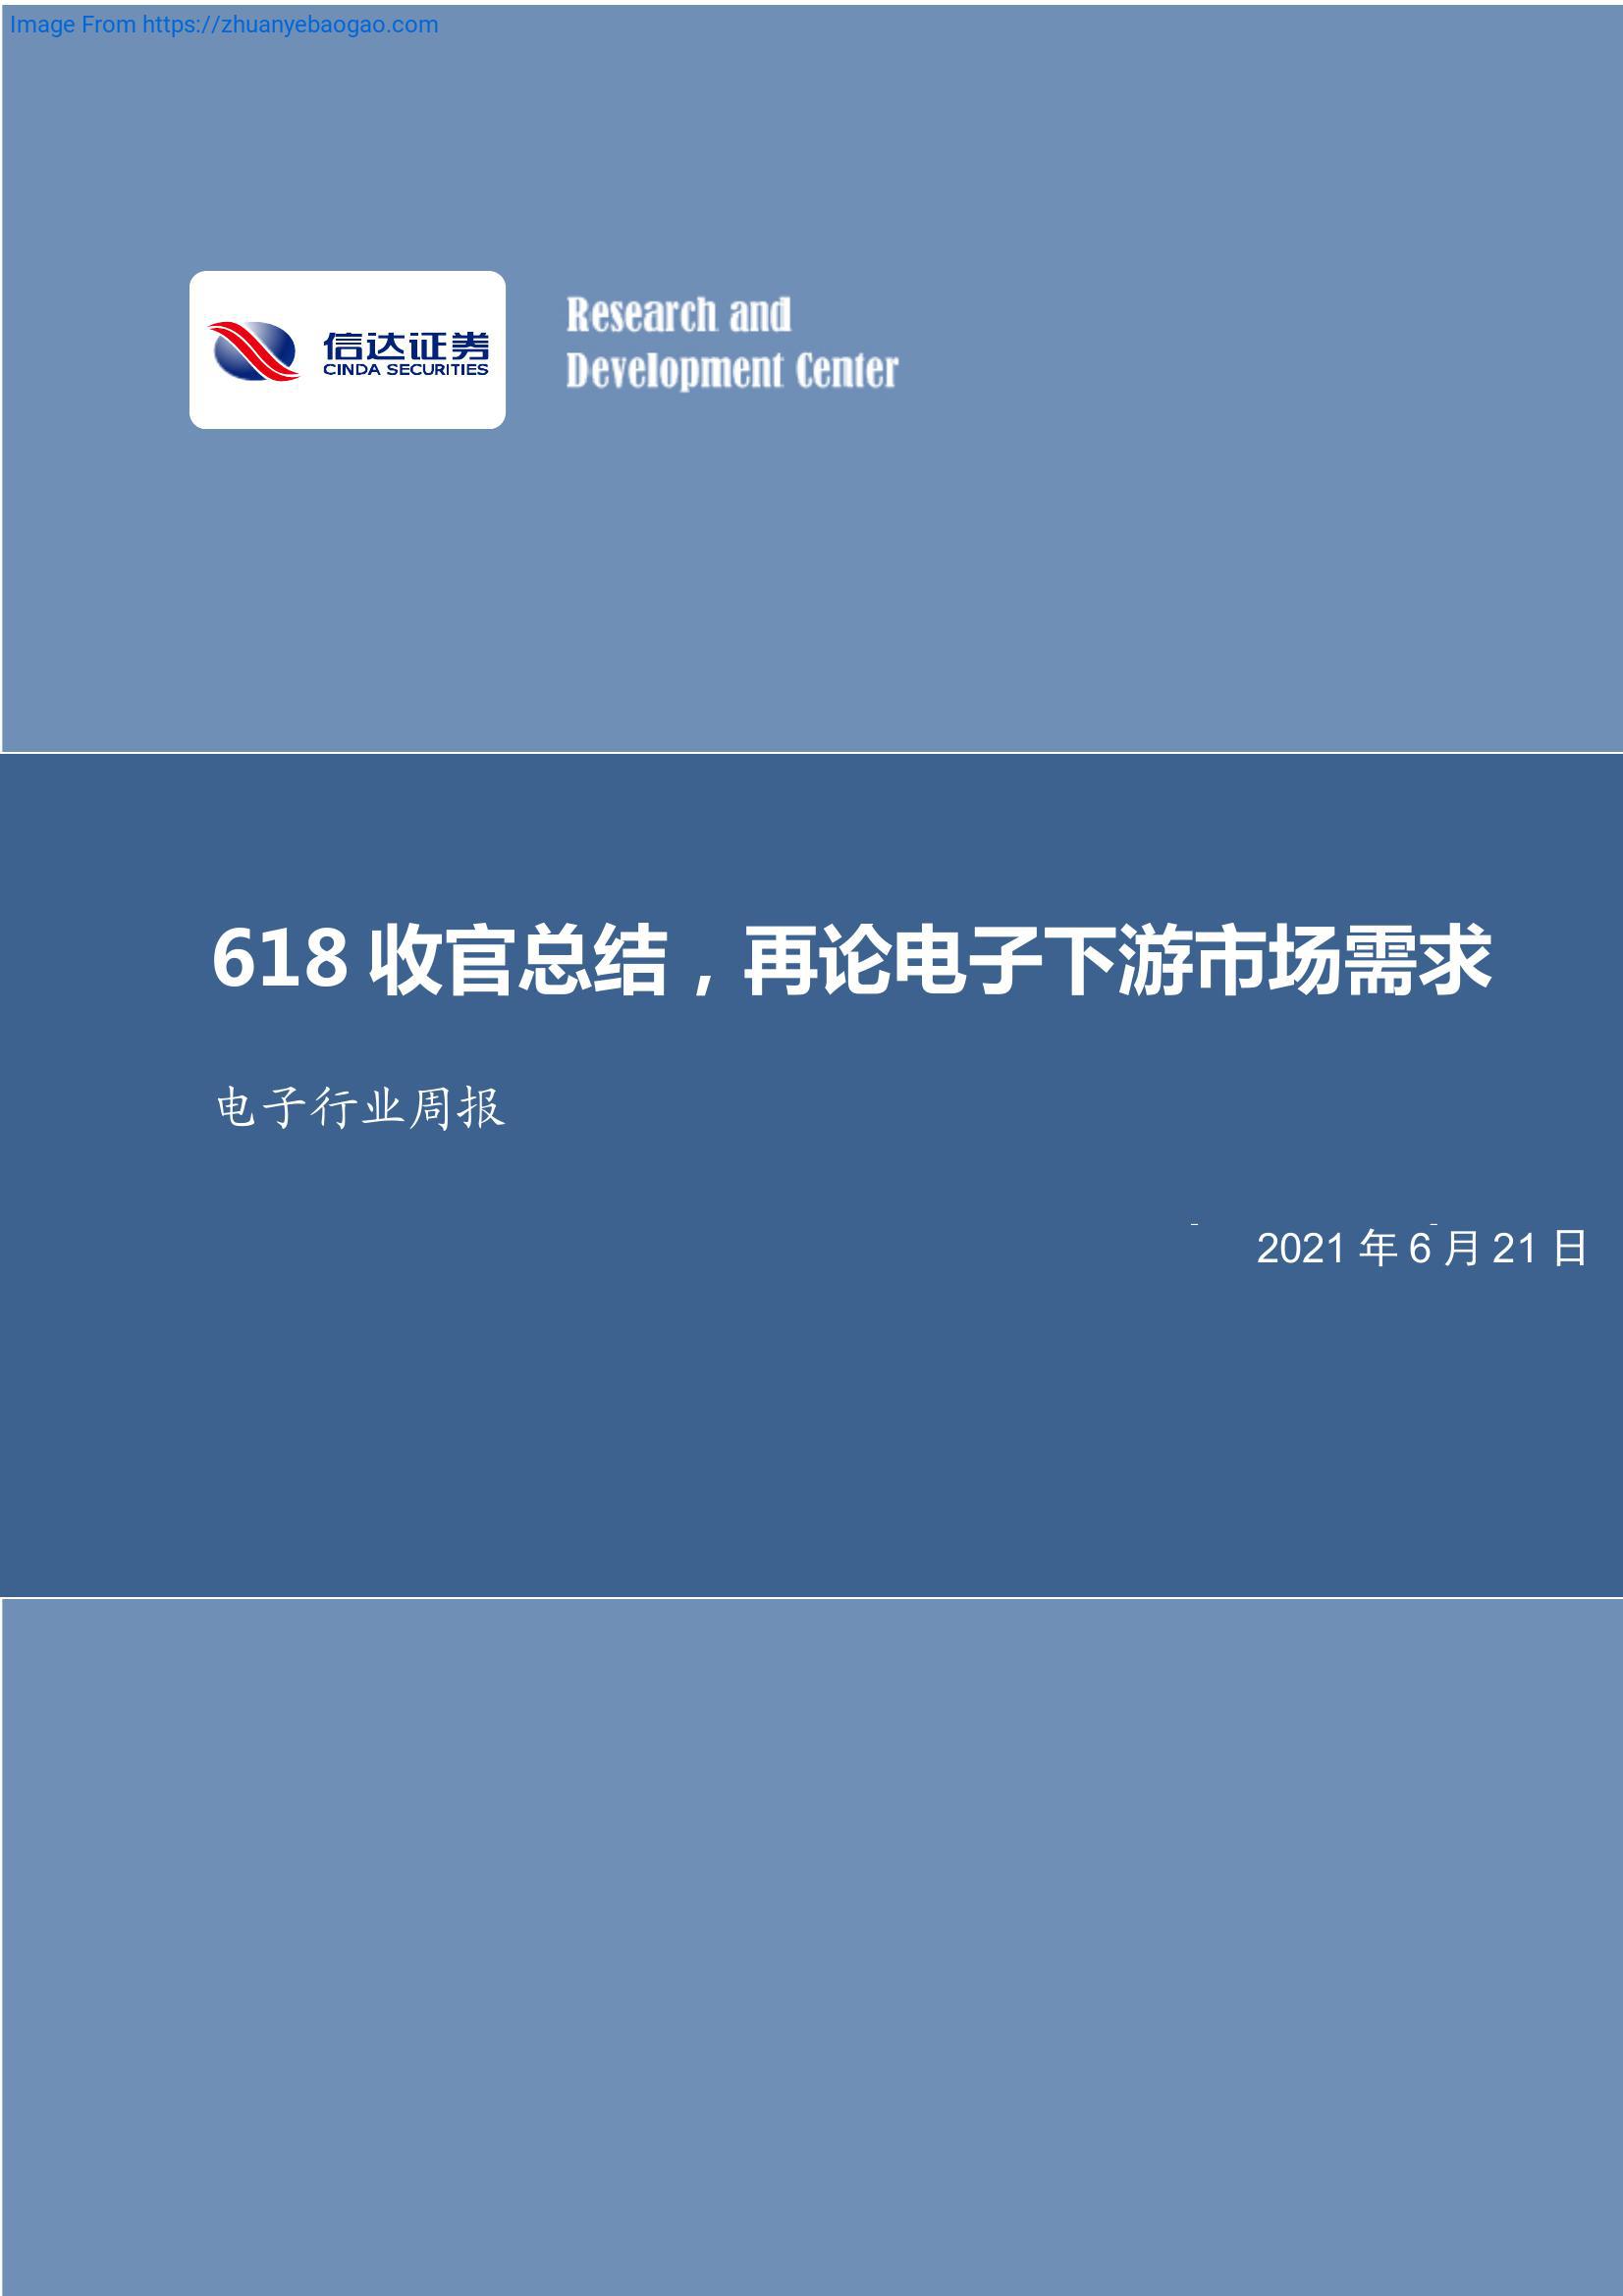 Image From https://zhuanyebaogao.com
信达证券
CINDA SECURITIES
Research and
Development Center
618 收官总结，再论电子下游市场需求
电子行业周报
2021 年 6 月 21 日